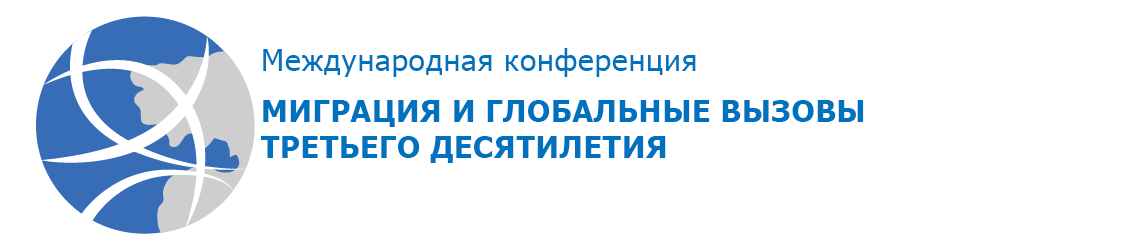 Международная конференция
МИГРАЦИЯ И ГЛОБАЛЬНЫЕ ВЫЗОВЫ
ТРЕТЬЕГО ДЕСЯТИЛЕТИЯ